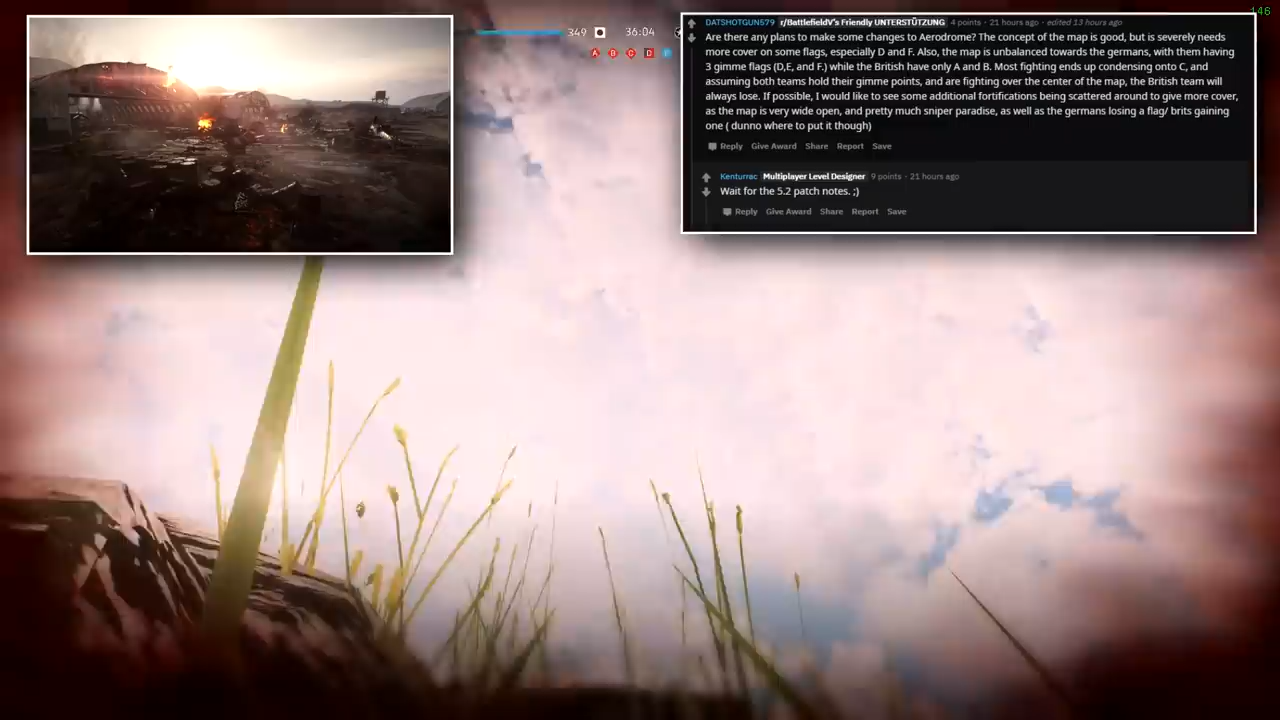 146
349
36:04
A B C D F
DATSHOTGUN579 r/BattlefieldV's Friendly UNTERSTÜTZUNG 4 points · 21 hours ago · edited 13 hours ago
Are there any plans to make some changes to Aerodrome? The concept of the map is good, but is severely needs
more cover on some flags, especially D and F. Also, the map is unbalanced towards the germans, with them having
3 gimme flags (D,E, and F.) while the British have only A and B. Most fighting ends up condensing onto C, and
assuming both teams hold their gimme points, and are fighting over the center of the map, the British team will
always lose. If possible, I would like to see some additional fortifications being scattered around to give more cover,
as the map is very wide open, and pretty much sniper paradise, as well as the germans losing a flag/ brits gaining
one ( dunno where to put it though)
Reply Give Award Share Report Save
Kenturrac Multiplayer Level Designer 9 points · 21 hours ago
Wait for the 5.2 patch notes. ;)
Reply Give Award Share Report Save